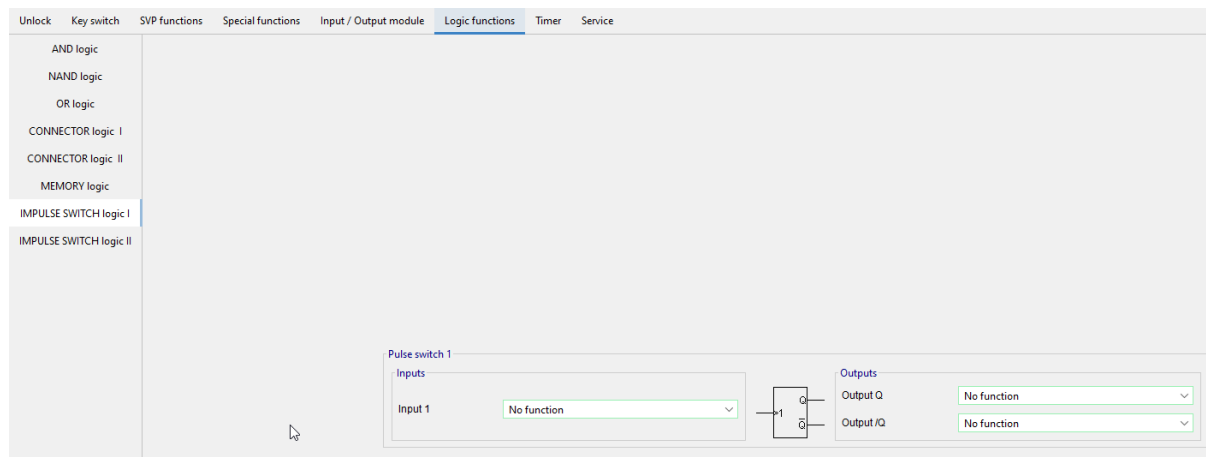 Unlock Key switch SVP functions Special functions Input / Output module Logic functions Timer Service
AND logic
NAND logic
OR logic
CONNECTOR logic I
CONNECTOR logic II
MEMORY logic
IMPULSE SWITCH logic I
IMPULSE SWITCH logic II
Pulse switch 1
Inputs
Input 1 No function
1
Q
Q̅
Outputs
Output Q No function
Output /Q No function